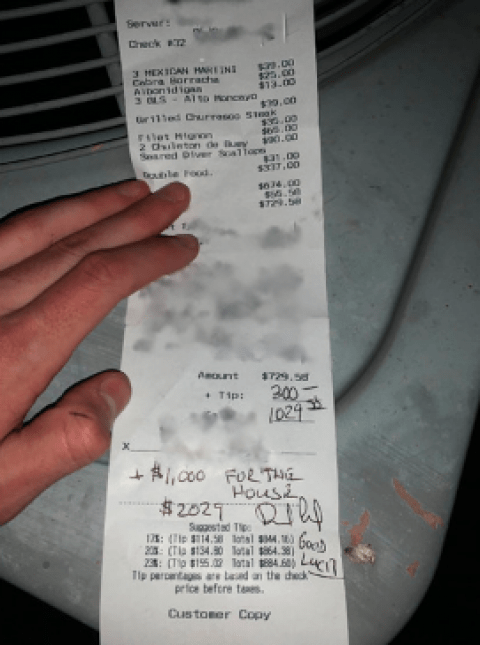 Server:
Check #32
3 MEXICAN MARTINI $39.00
Cabra Borracha $25.00
Albondigas $13.00
3 GLS - Alto Moncayo
$39.00
Grilled Churrasco Steak
$35.00
Filet Mignon $65.00
2 Chuleton de Buey $90.00
Seared Diver Scallops
$31.00
Double Food. $337.00
$674.00
$55.58
$729.58
Amount $729.58
+ Tip: 300-
1029
X
+ $1,000 FOR THE
HOUSE
$2029
Suggested Tip:
17%: (Tip $114.58 Total $844.16) Good
20%: (Tip $134.80 Total $864.38) Luck
23%: (Tip $155.02 Total $884.60)
Tip percentages are based on the check
price before taxes.
Customer Copy